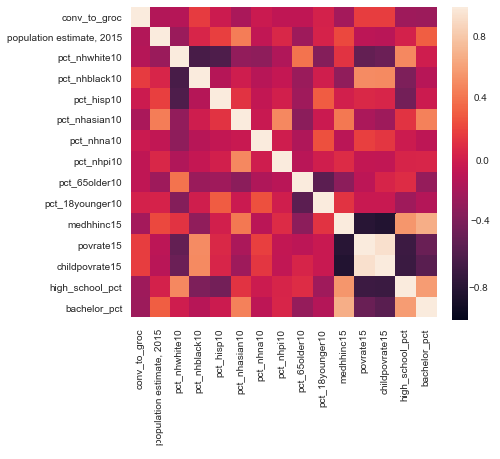 conv_to_groc
population estimate, 2015
pct_nhwhite10
pct_nhblack10
pct_hisp10
pct_nhasian10
pct_nhna10
pct_nhpi10
pct_65older10
pct_18younger10
medhhinc15
povrate15
childpovrate15
high_school_pct
bachelor_pct
0.8
0.4
0.0
−0.4
−0.8
conv_to_groc
population estimate, 2015
pct_nhwhite10
pct_nhblack10
pct_hisp10
pct_nhasian10
pct_nhna10
pct_nhpi10
pct_65older10
pct_18younger10
medhhinc15
povrate15
childpovrate15
high_school_pct
bachelor_pct